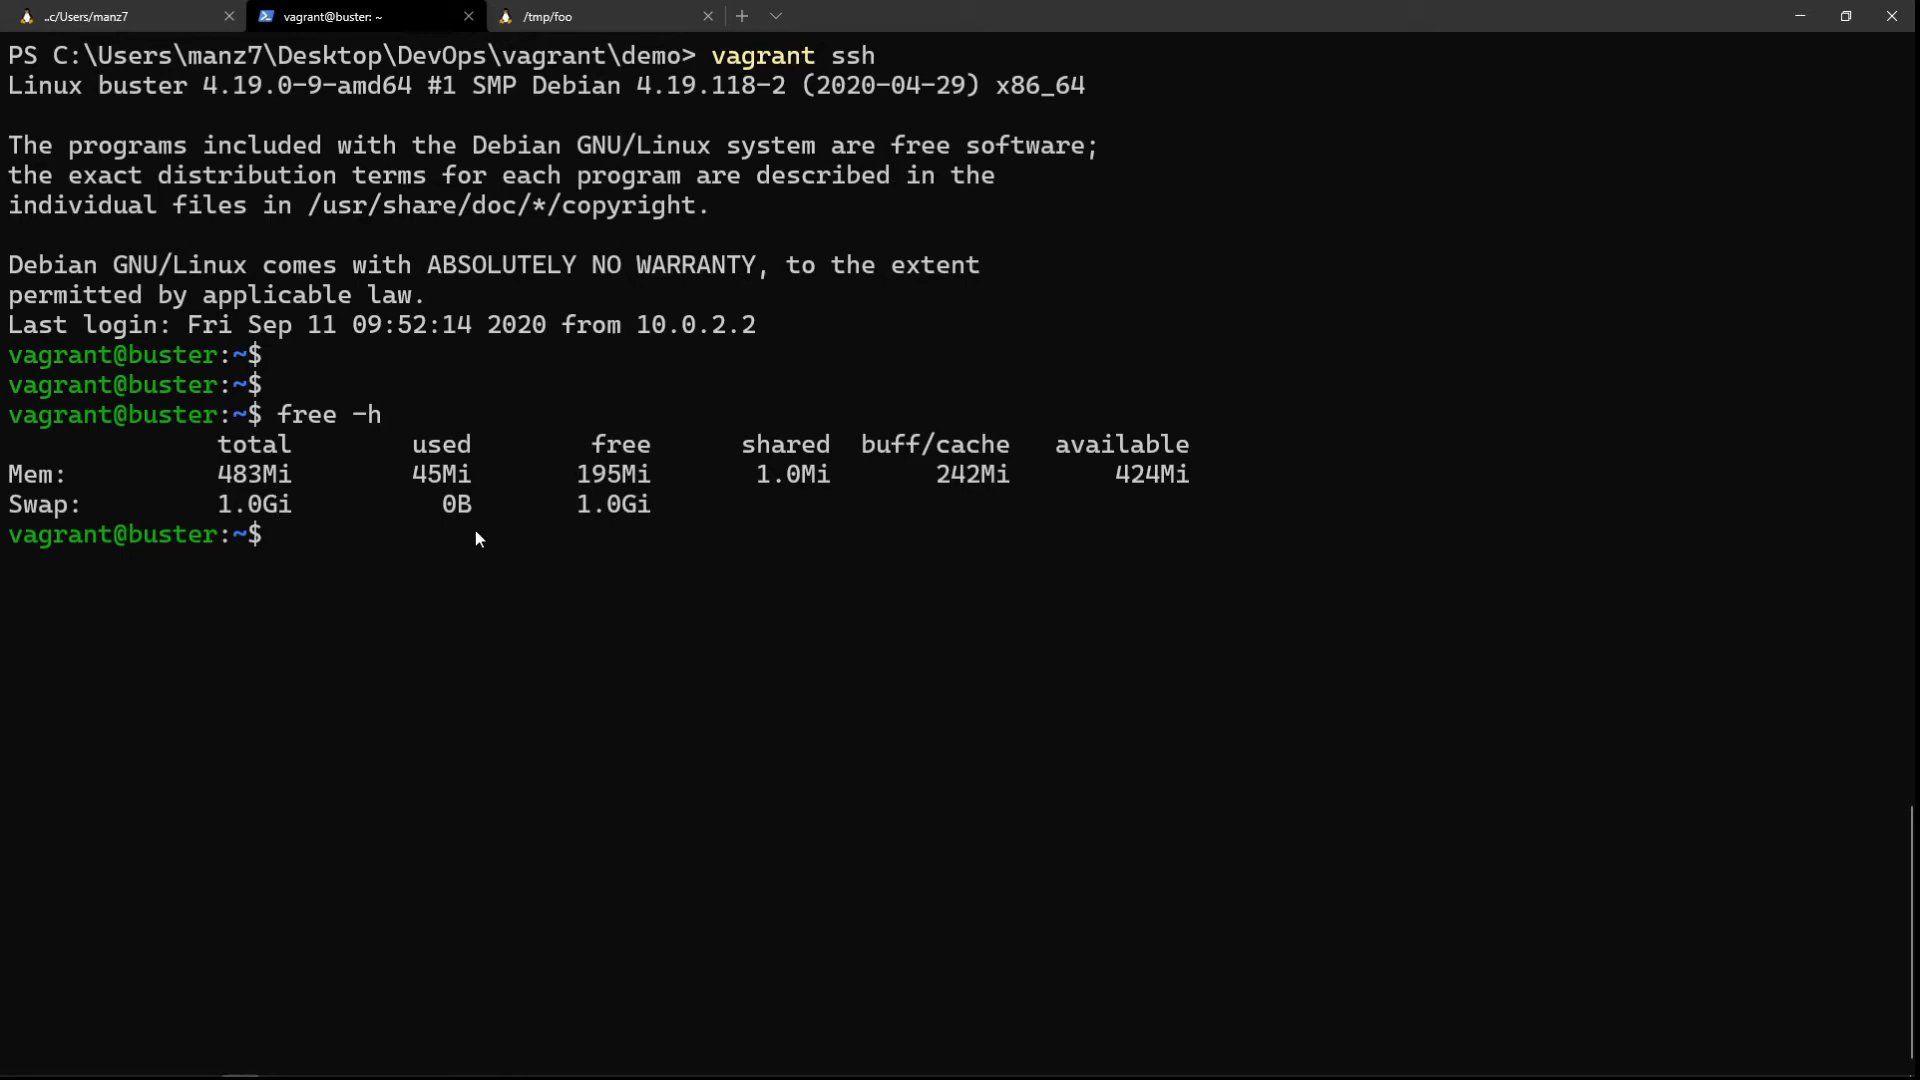 ..c/Users/manz7
vagrant@buster: ~
/tmp/foo
PS C:\Users\manz7\Desktop\DevOps\vagrant\demo> vagrant ssh
Linux buster 4.19.0-9-amd64 #1 SMP Debian 4.19.118-2 (2020-04-29) x86_64
The programs included with the Debian GNU/Linux system are free software;
the exact distribution terms for each program are described in the
individual files in /usr/share/doc/*/copyright.
Debian GNU/Linux comes with ABSOLUTELY NO WARRANTY, to the extent
permitted by applicable law.
Last login: Fri Sep 11 09:52:14 2020 from 10.0.2.2
vagrant@buster:~$
vagrant@buster:~$
vagrant@buster:~$ free -h
total used free shared buff/cache available
Mem: 483Mi 45Mi 195Mi 1.0Mi 242Mi 424Mi
Swap: 1.0Gi 0B 1.0Gi
vagrant@buster:~$